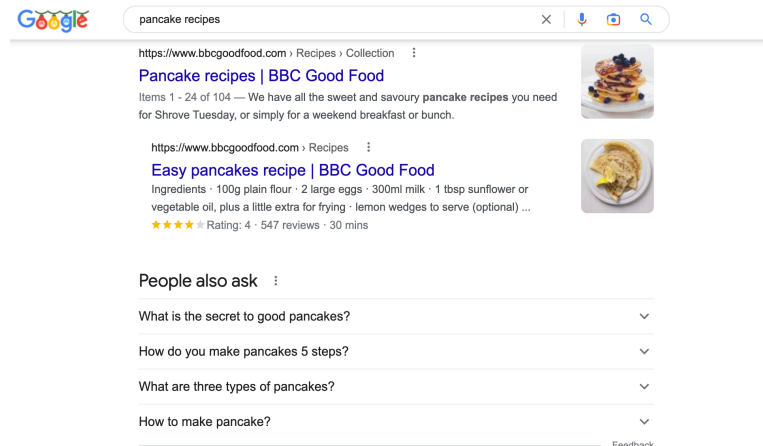 Google
pancake recipes
https://www.bbcgoodfood.com › Recipes › Collection
Pancake recipes | BBC Good Food
Items 1 - 24 of 104 — We have all the sweet and savoury pancake recipes you need
for Shrove Tuesday, or simply for a weekend breakfast or bunch.
https://www.bbcgoodfood.com › Recipes
Easy pancakes recipe | BBC Good Food
Ingredients · 100g plain flour · 2 large eggs · 300ml milk · 1 tbsp sunflower or
vegetable oil, plus a little extra for frying · lemon wedges to serve (optional) ...
Rating: 4 · 547 reviews · 30 mins
People also ask
What is the secret to good pancakes?
How do you make pancakes 5 steps?
What are three types of pancakes?
How to make pancake?
Feedback